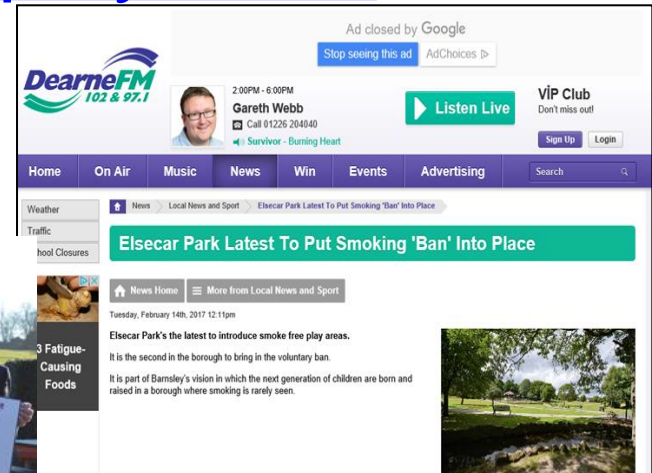 Ad closed by Google
Stop seeing this ad
AdChoices
DearneFM
102 & 97.1
2:00PM - 6:00PM
Gareth Webb
Call 01226 204040
Survivor - Burning Heart
Listen Live
VİP Club
Don't miss out!
Sign Up
Login
Home
On Air
Music
News
Win
Events
Advertising
Search
Weather
Traffic
hool Closures
News
Local News and Sport
Elsecar Park Latest To Put Smoking 'Ban' Into Place
Elsecar Park Latest To Put Smoking 'Ban' Into Place
News Home
More from Local News and Sport
Tuesday, February 14th, 2017 12:11pm
Elsecar Park's the latest to introduce smoke free play areas.
It is the second in the borough to bring in the voluntary ban.
It is part of Barnsley's vision in which the next generation of children are born and
raised in a borough where smoking is rarely seen.
3 Fatigue-
Causing
Foods